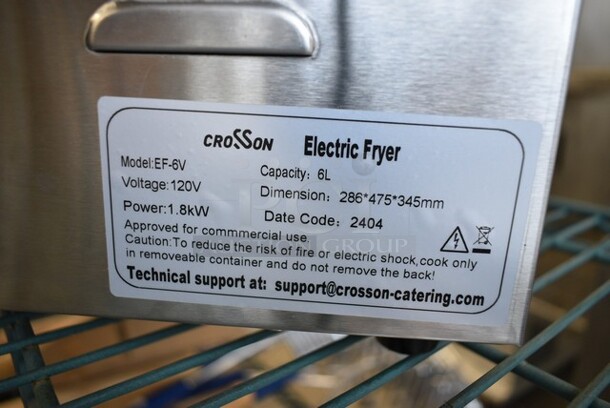 CROSSON Electric Fryer
Model:EF-6V Capacity: 6L
Voltage:120V Dimension: 286*475*345mm
Power:1.8kW Date Code: 2404
Approved for commmercial use.
Caution:To reduce the risk of fire or electric shock,cook only
in removeable container and do not remove the back!
Technical support at: support@crosson-catering.com
GROUP